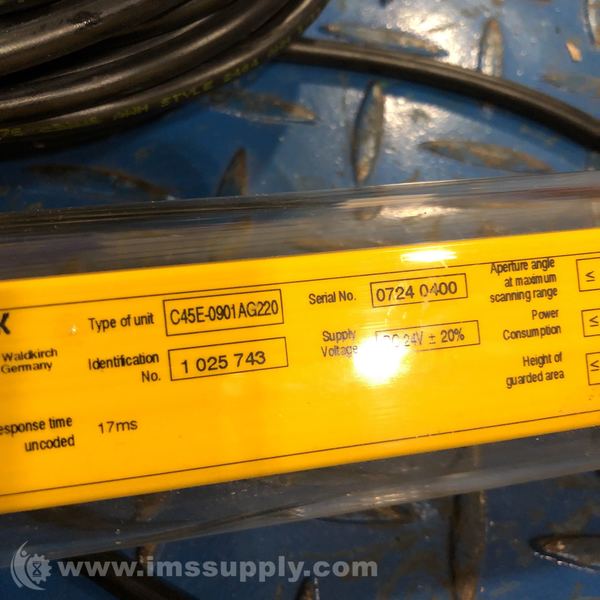 AWM STYLE
Type of unit C45E-0901AG220
Serial No. 0724 0400
Aperture angle
at maximum
scanning range
≤
Waldkirch
Germany
Identification
No.
1 025 743
Supply
Voltage
DC 24V ± 20%
Power
Consumption
≤
Height of
guarded area
≤
esponse time
uncoded
17ms
www.imssupply.com